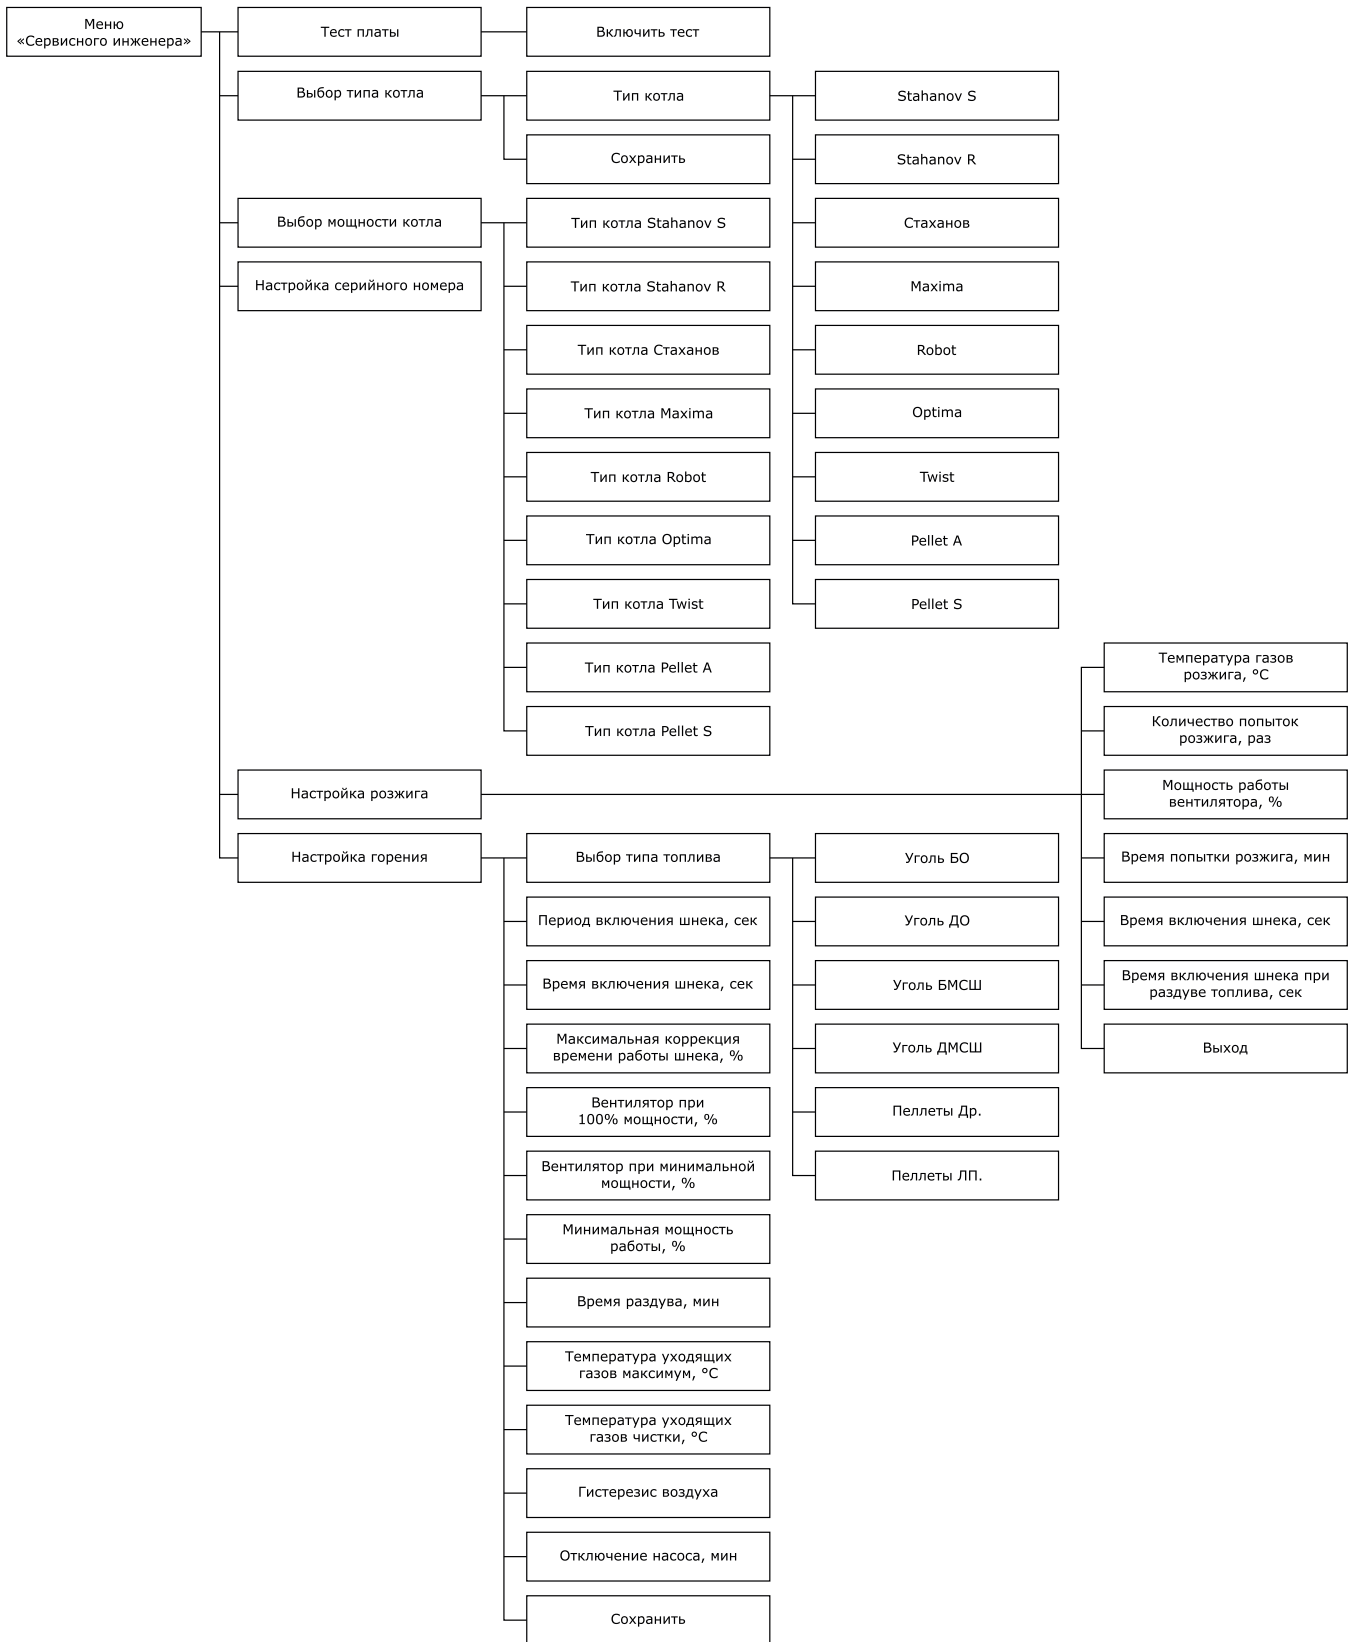 Меню
«Сервисного инженера»
Тест платы
Включить тест
Выбор типа котла
Тип котла
Stahanov S
Сохранить
Stahanov R
Выбор мощности котла
Тип котла Stahanov S
Стаханов
Настройка серийного номера
Тип котла Stahanov R
Maxima
Тип котла Стаханов
Robot
Тип котла Maxima
Optima
Тип котла Robot
Twist
Тип котла Optima
Pellet A
Тип котла Twist
Pellet S
Тип котла Pellet A
Температура газов
розжига, °С
Тип котла Pellet S
Количество попыток
розжига, раз
Настройка розжига
Мощность работы
вентилятора, %
Настройка горения
Выбор типа топлива
Уголь БО
Время попытки розжига, мин
Период включения шнека, сек
Уголь ДО
Время включения шнека, сек
Время включения шнека, сек
Уголь БМСШ
Время включения шнека при
раздуве топлива, сек
Максимальная коррекция
времени работы шнека, %
Уголь ДМСШ
Выход
Вентилятор при
100% мощности, %
Пеллеты Др.
Вентилятор при минимальной
мощности, %
Пеллеты ЛП.
Минимальная мощность
работы, %
Время раздува, мин
Температура уходящих
газов максимум, °С
Температура уходящих
газов чистки, °С
Гистерезис воздуха
Отключение насоса, мин
Сохранить